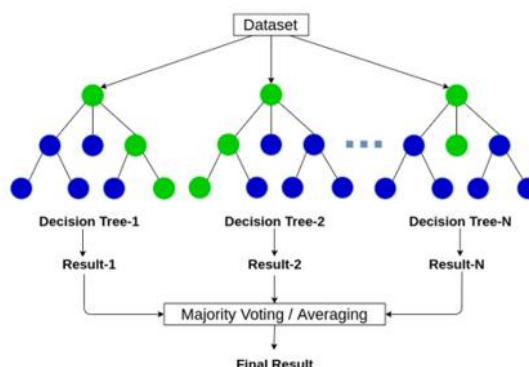 Dataset
Decision Tree-1
Decision Tree-2
Decision Tree-N
Result-1
Result-2
Result-N
Majority Voting / Averaging
Final Result